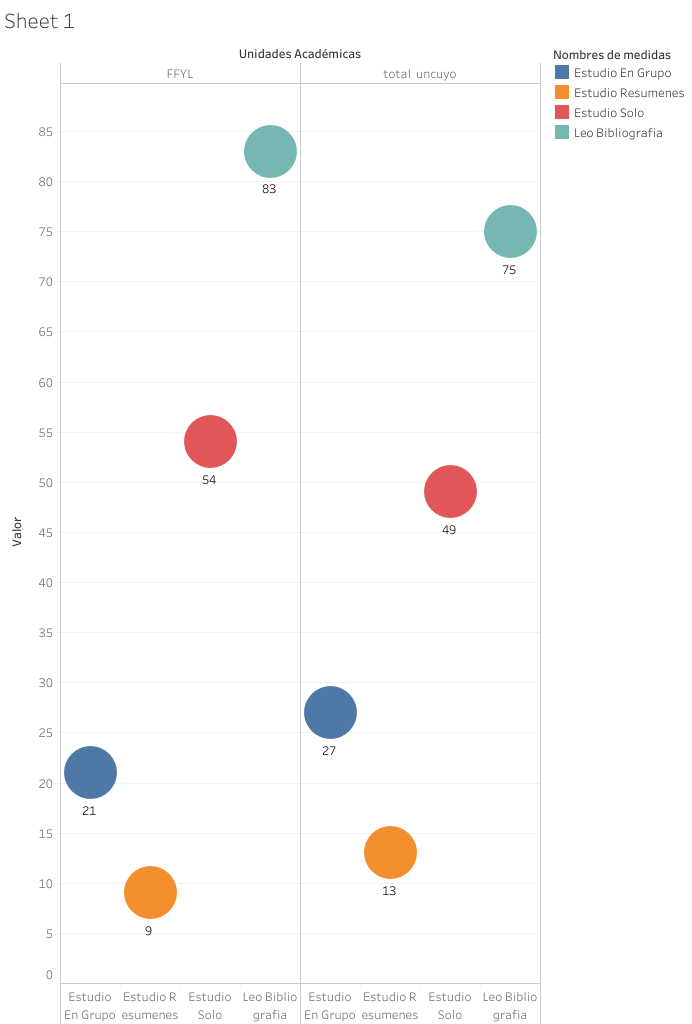 Sheet 1
Unidades Académicas
FFYL
total uncuyo
Nombres de medidas
Estudio En Grupo
Estudio Resumenes
Estudio Solo
Leo Bibliografia
Valor
85
80
75
70
65
60
55
50
45
40
35
30
25
20
15
10
5
0
83
75
54
49
27
21
13
9
Estudio
En Grupo
Estudio R
esumenes
Estudio
Solo
Leo Biblio
grafia
Estudio
En Grupo
Estudio R
esumenes
Estudio
Solo
Leo Bibliog
grafia